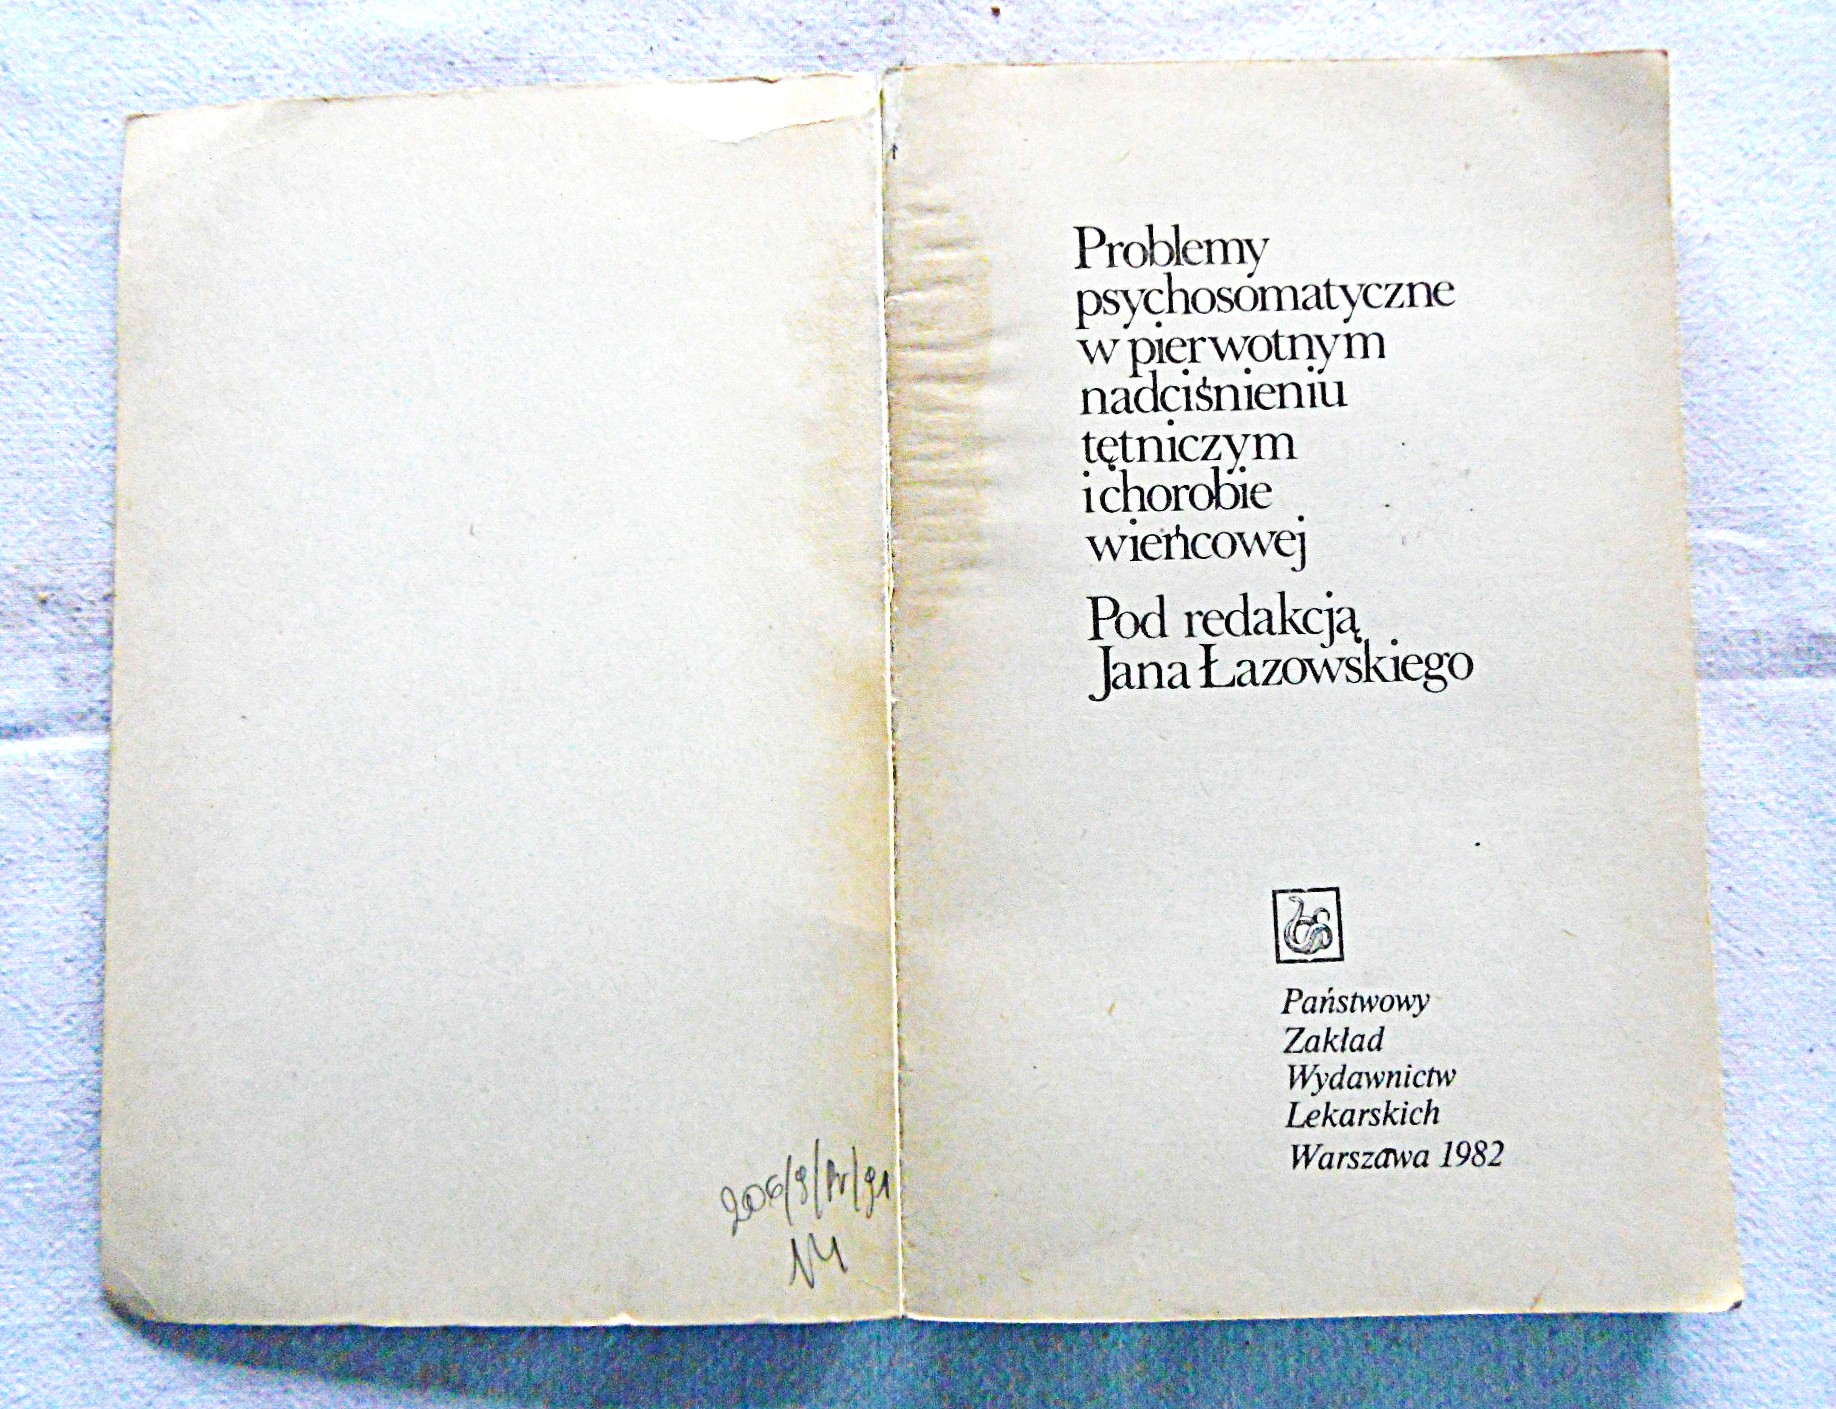 Problemy
psychosomatyczne
w pierwotnym
nadciśnieniu
tętniczym
i chorobie
wieńcowej
Pod redakcją
Jana Łazowskiego
Państwowy
Zakład
Wydawnictw
Lekarskich
Warszawa 1982